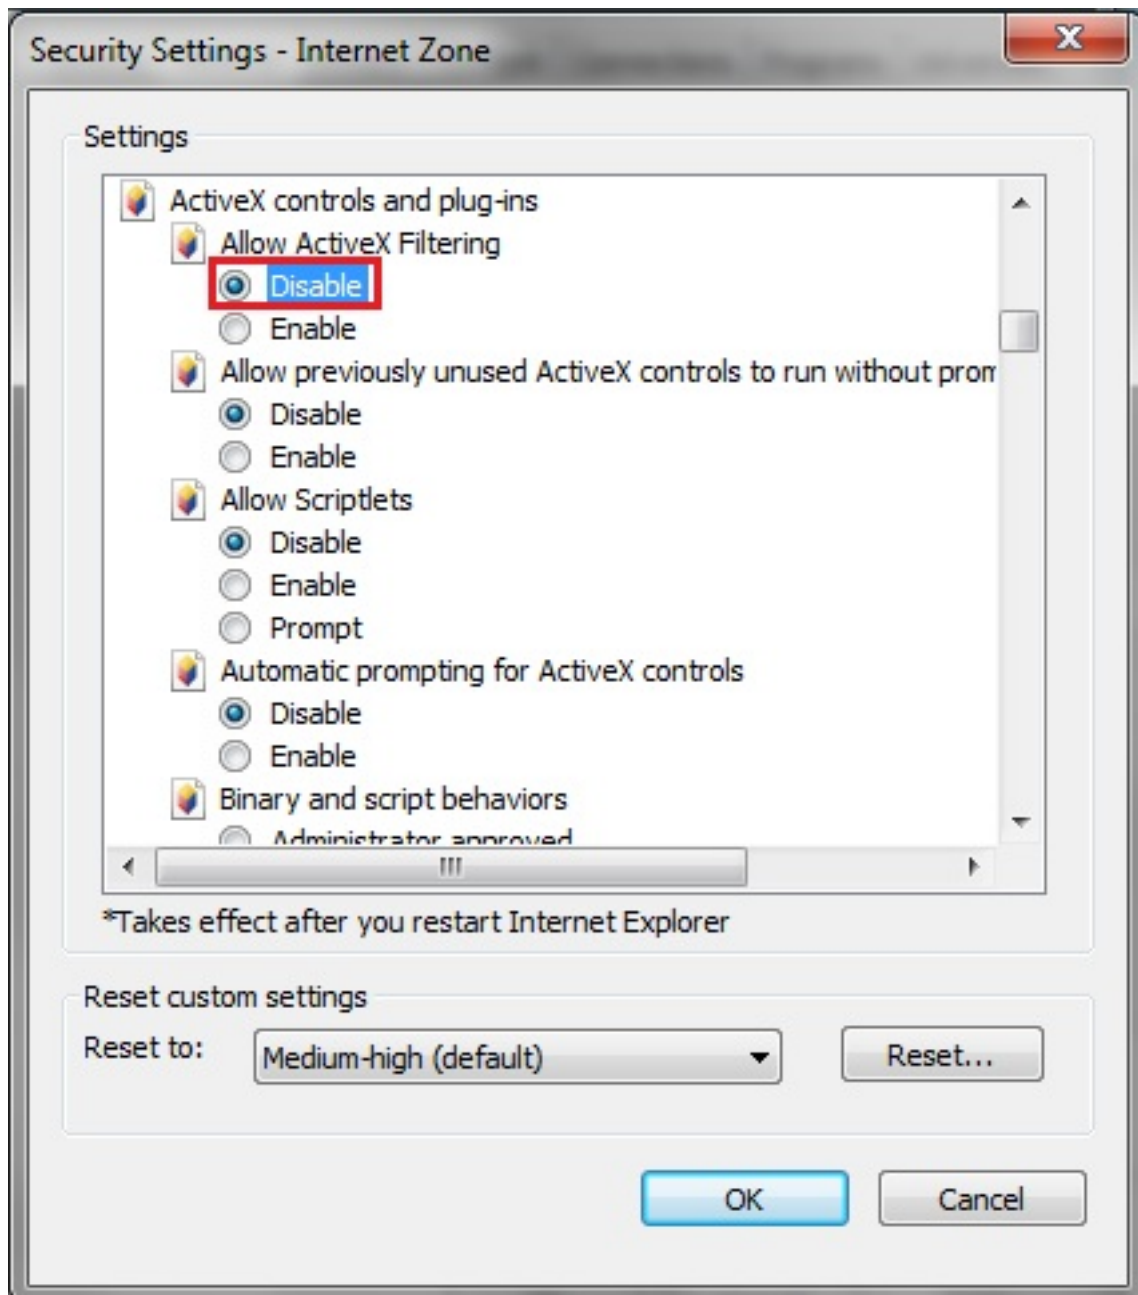 Security Settings - Internet Zone
Settings
ActiveX controls and plug-ins
Allow ActiveX Filtering
Disable
Enable
Allow previously unused ActiveX controls to run without prom
Disable
Enable
Allow Scriptlets
Disable
Enable
Prompt
Automatic prompting for ActiveX controls
Disable
Enable
Binary and script behaviors
Administrator approved
*Takes effect after you restart Internet Explorer
Reset custom settings
Reset to:
Medium-high (default)
Reset...
OK
Cancel